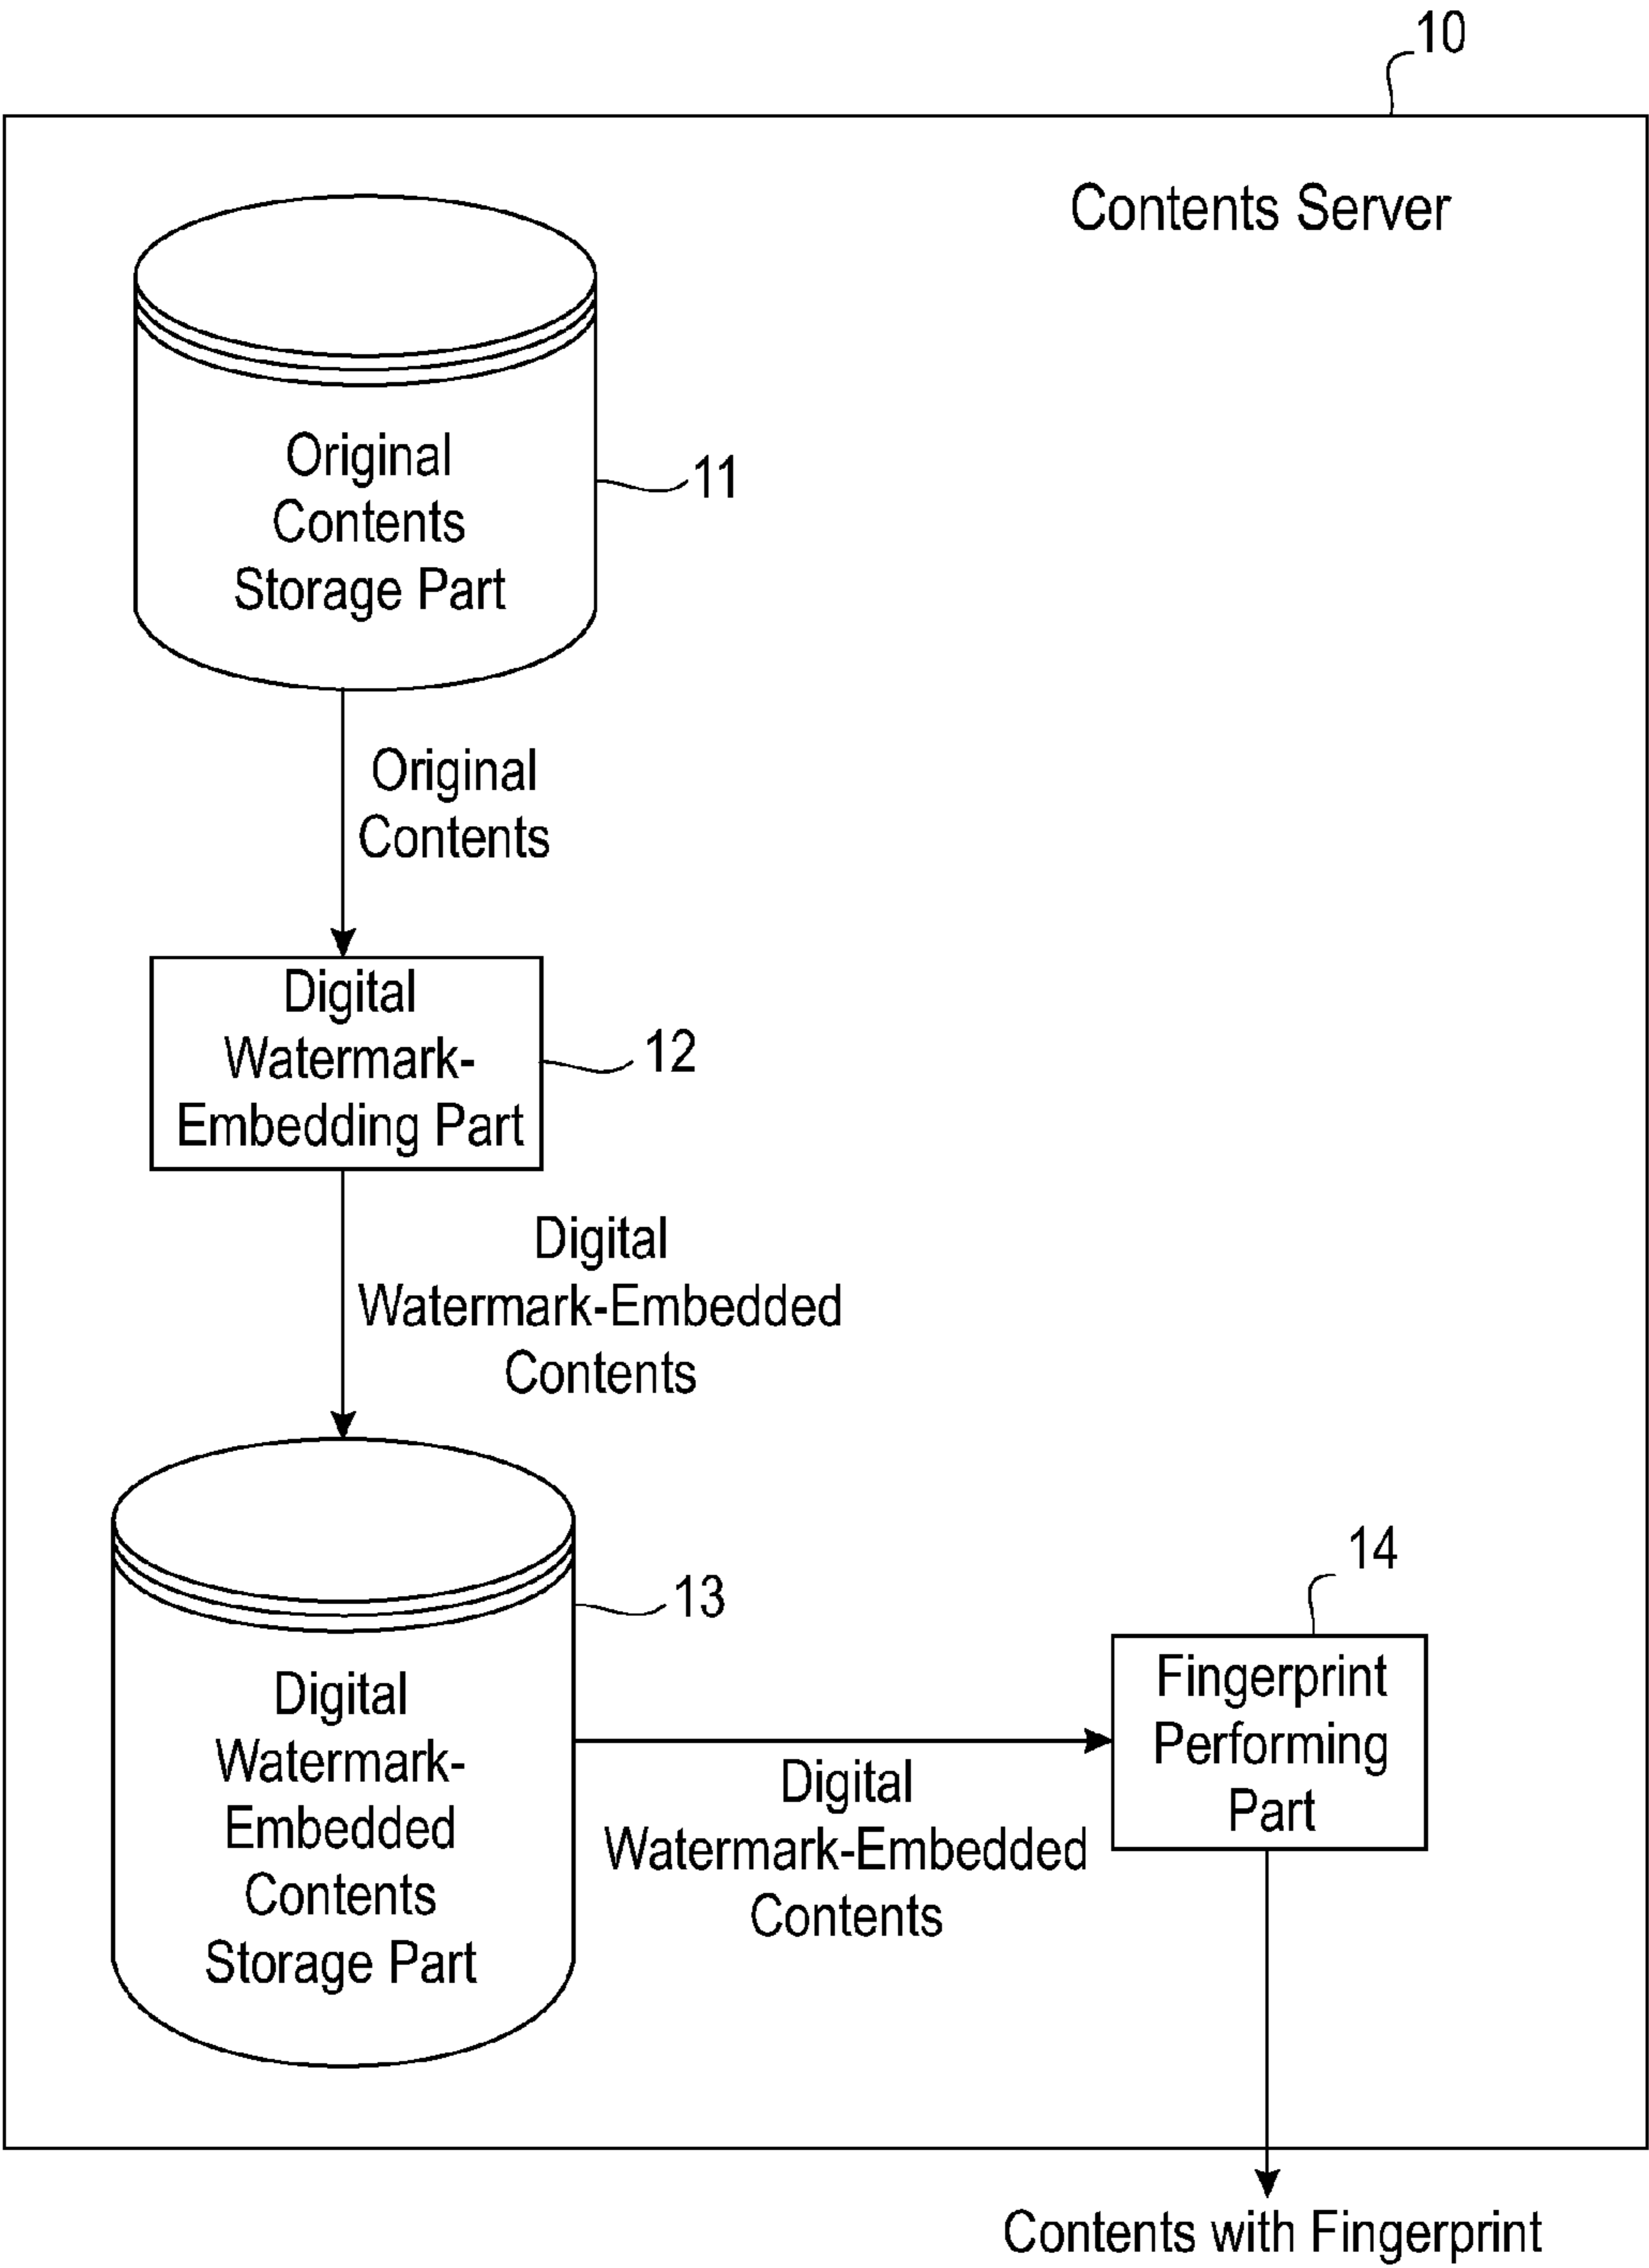 10
Contents Server
Original
Contents
Storage Part
11
Original
Contents
Digital
Watermark-
Embedding Part
12
Digital
Watermark-Embedded
Contents
13
Digital
Watermark-
Embedded
Contents
Storage Part
Digital
Watermark-Embedded
Contents
14
Fingerprint
Performing
Part
Contents with Fingerprint